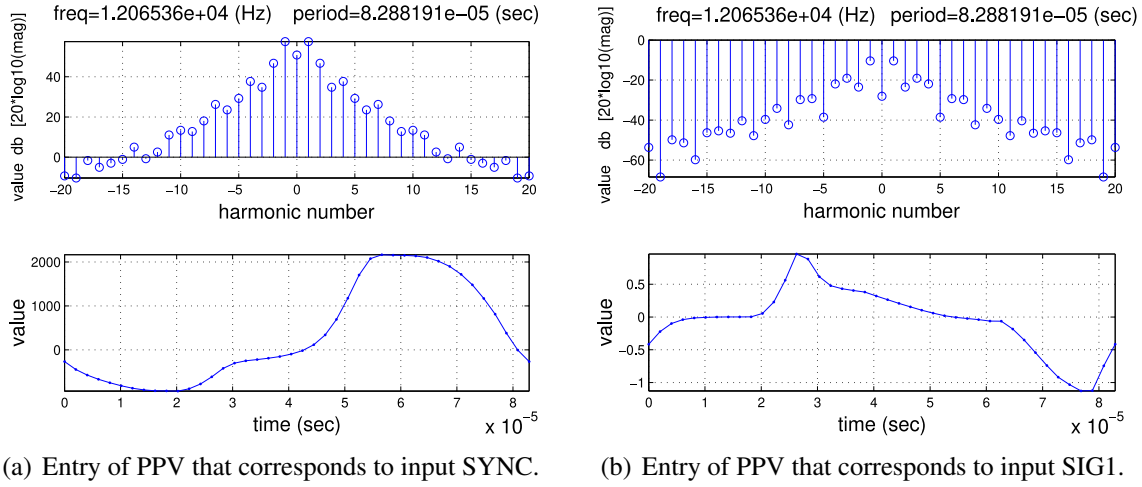 freq=1.206536e+04 (Hz) period=8.288191e−05 (sec)
value db [20*log10(mag)]
40
20
0
−20 −15 −10 −5 0 5 10 15 20
harmonic number
value
2000
1000
0
0 1 2 3 4 5 6 7 8
time (sec)
x 10⁻⁵
(a) Entry of PPV that corresponds to input SYNC.
freq=1.206536e+04 (Hz) period=8.288191e−05 (sec)
value db [20*log10(mag)]
0
−20
−40
−60
−20 −15 −10 −5 0 5 10 15 20
harmonic number
value
0.5
0
−0.5
−1
0 1 2 3 4 5 6 7 8
time (sec)
x 10⁻⁵
(b) Entry of PPV that corresponds to input SIG1.